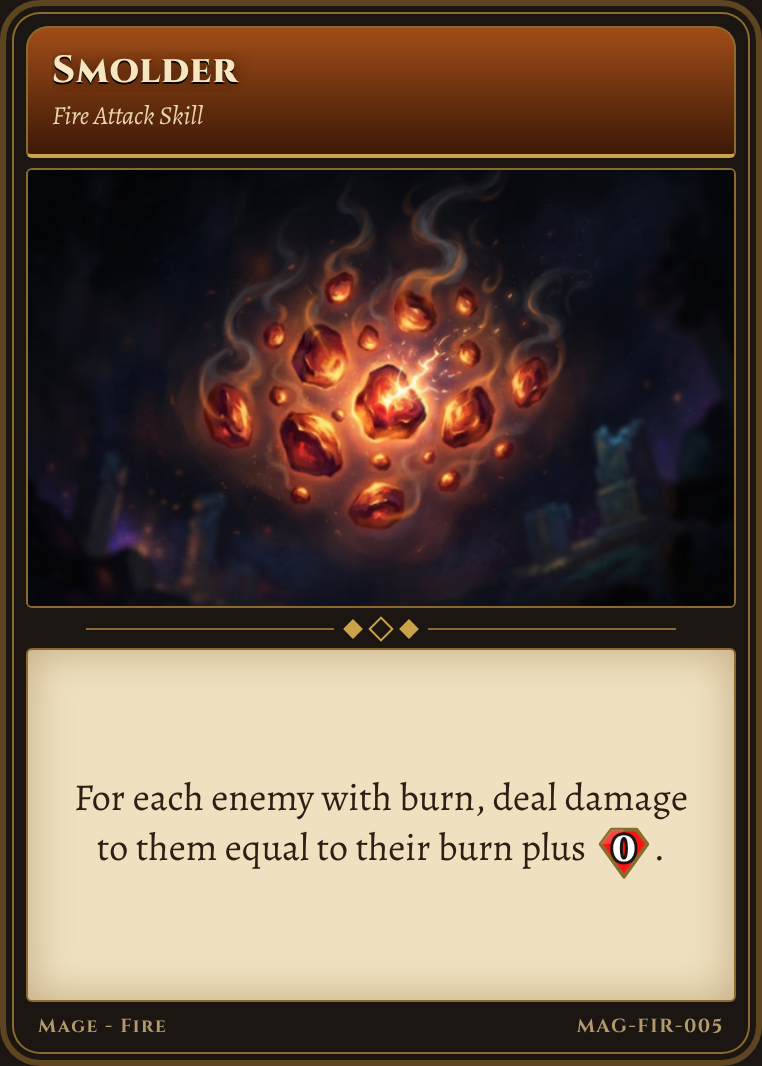 Smolder
Fire Attack Skill
For each enemy with burn, deal damage
to them equal to their burn plus 0 .
Mage - Fire
MAG-FIR-005